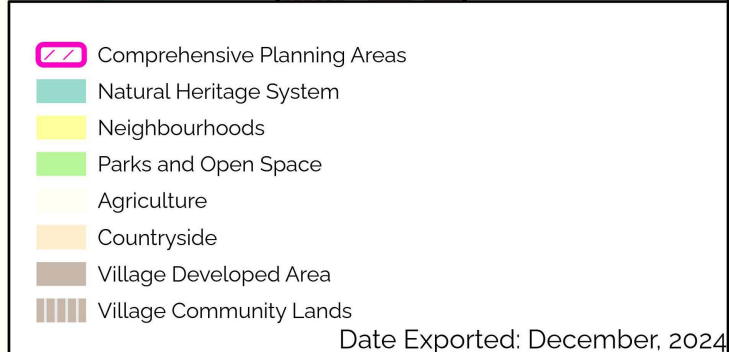 Comprehensive Planning Areas
Natural Heritage System
Neighbourhoods
Parks and Open Space
Agriculture
Countryside
Village Developed Area
Village Community Lands
Date Exported: December, 2024